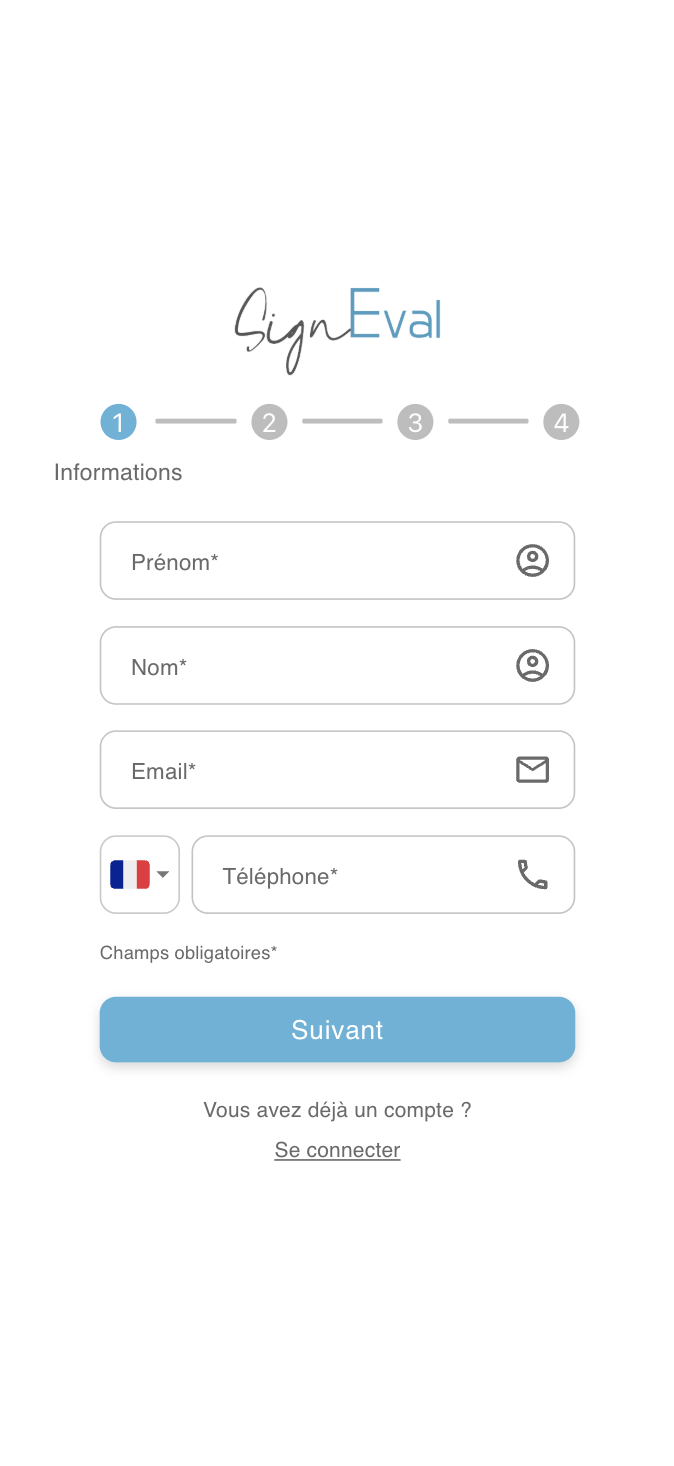 SignEval
1 2 3 4
Informations
Prénom*
Nom*
Email*
Téléphone*
Champs obligatoires*
Suivant
Vous avez déjà un compte ?
Se connecter